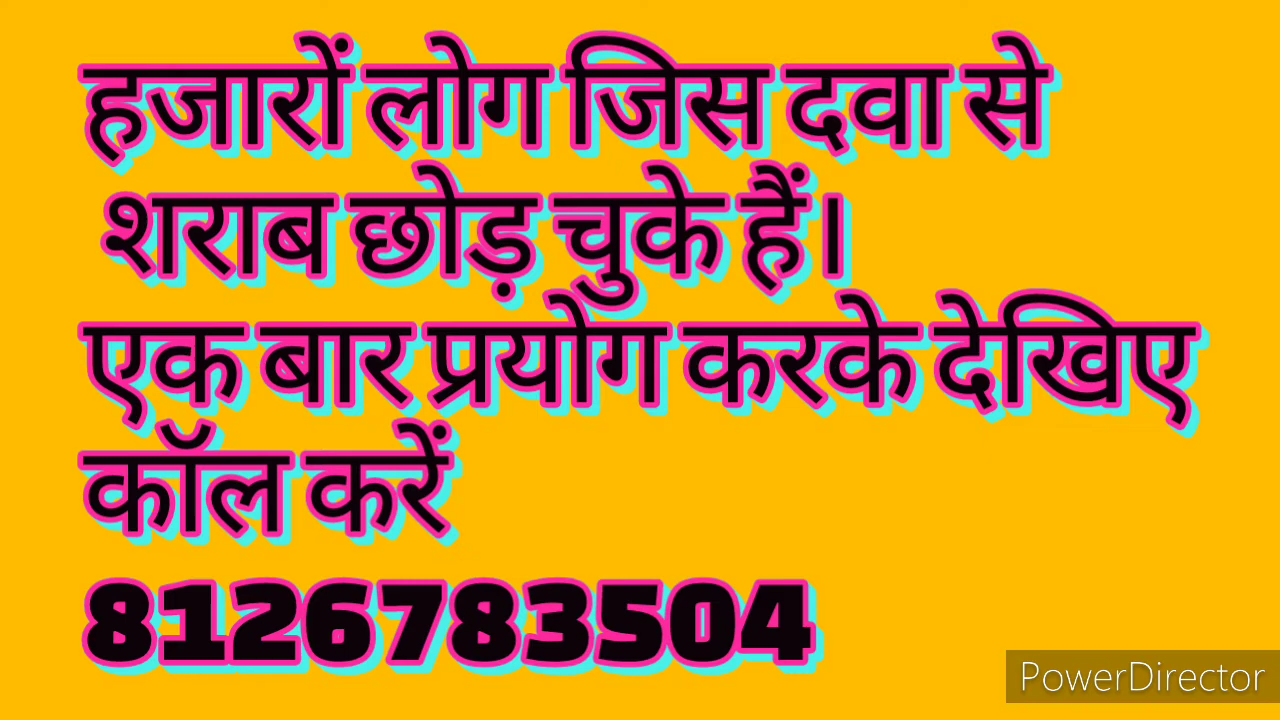 हजारों लोग जिस दवा से
शराब छोड़ चुके हैं।
एक बार प्रयोग करके देखिए
कॉल करें
8126783504
PowerDirector